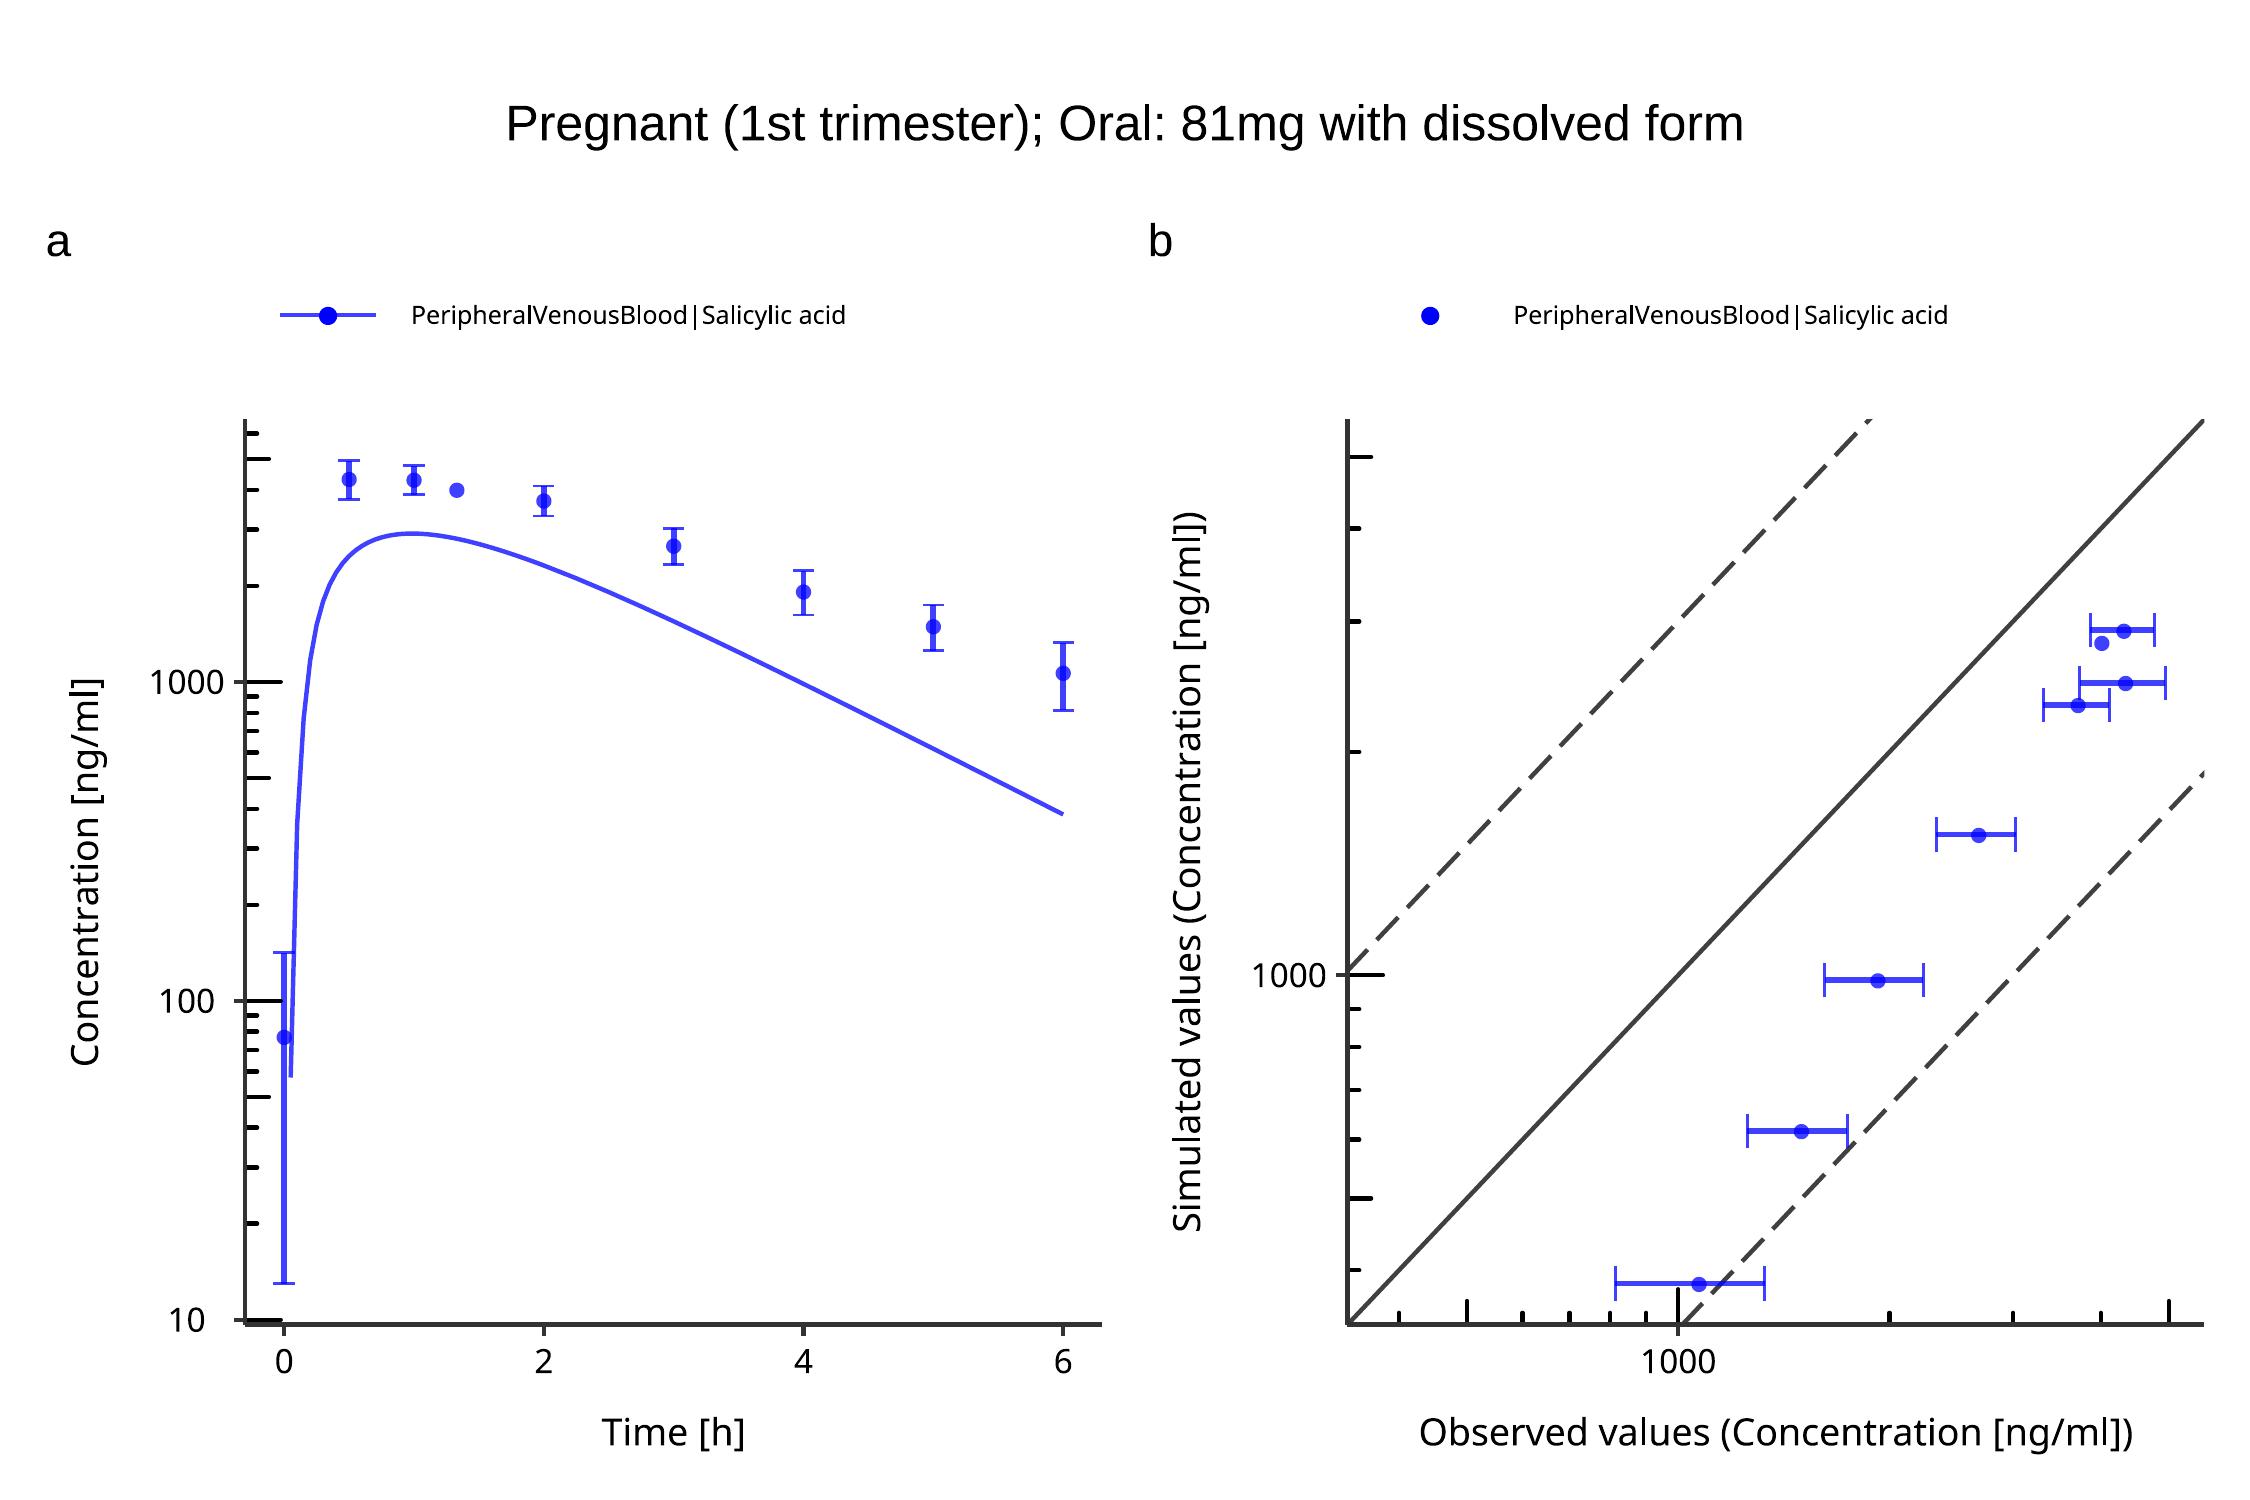 Pregnant (1st trimester); Oral: 81mg with dissolved form
a
PeripheralVenousBlood|Salicylic acid
Concentration [ng/ml]
1000
100
10
0 2 4 6
Time [h]
b
PeripheralVenousBlood|Salicylic acid
Simulated values (Concentration [ng/ml])
1000
1000
Observed values (Concentration [ng/ml])